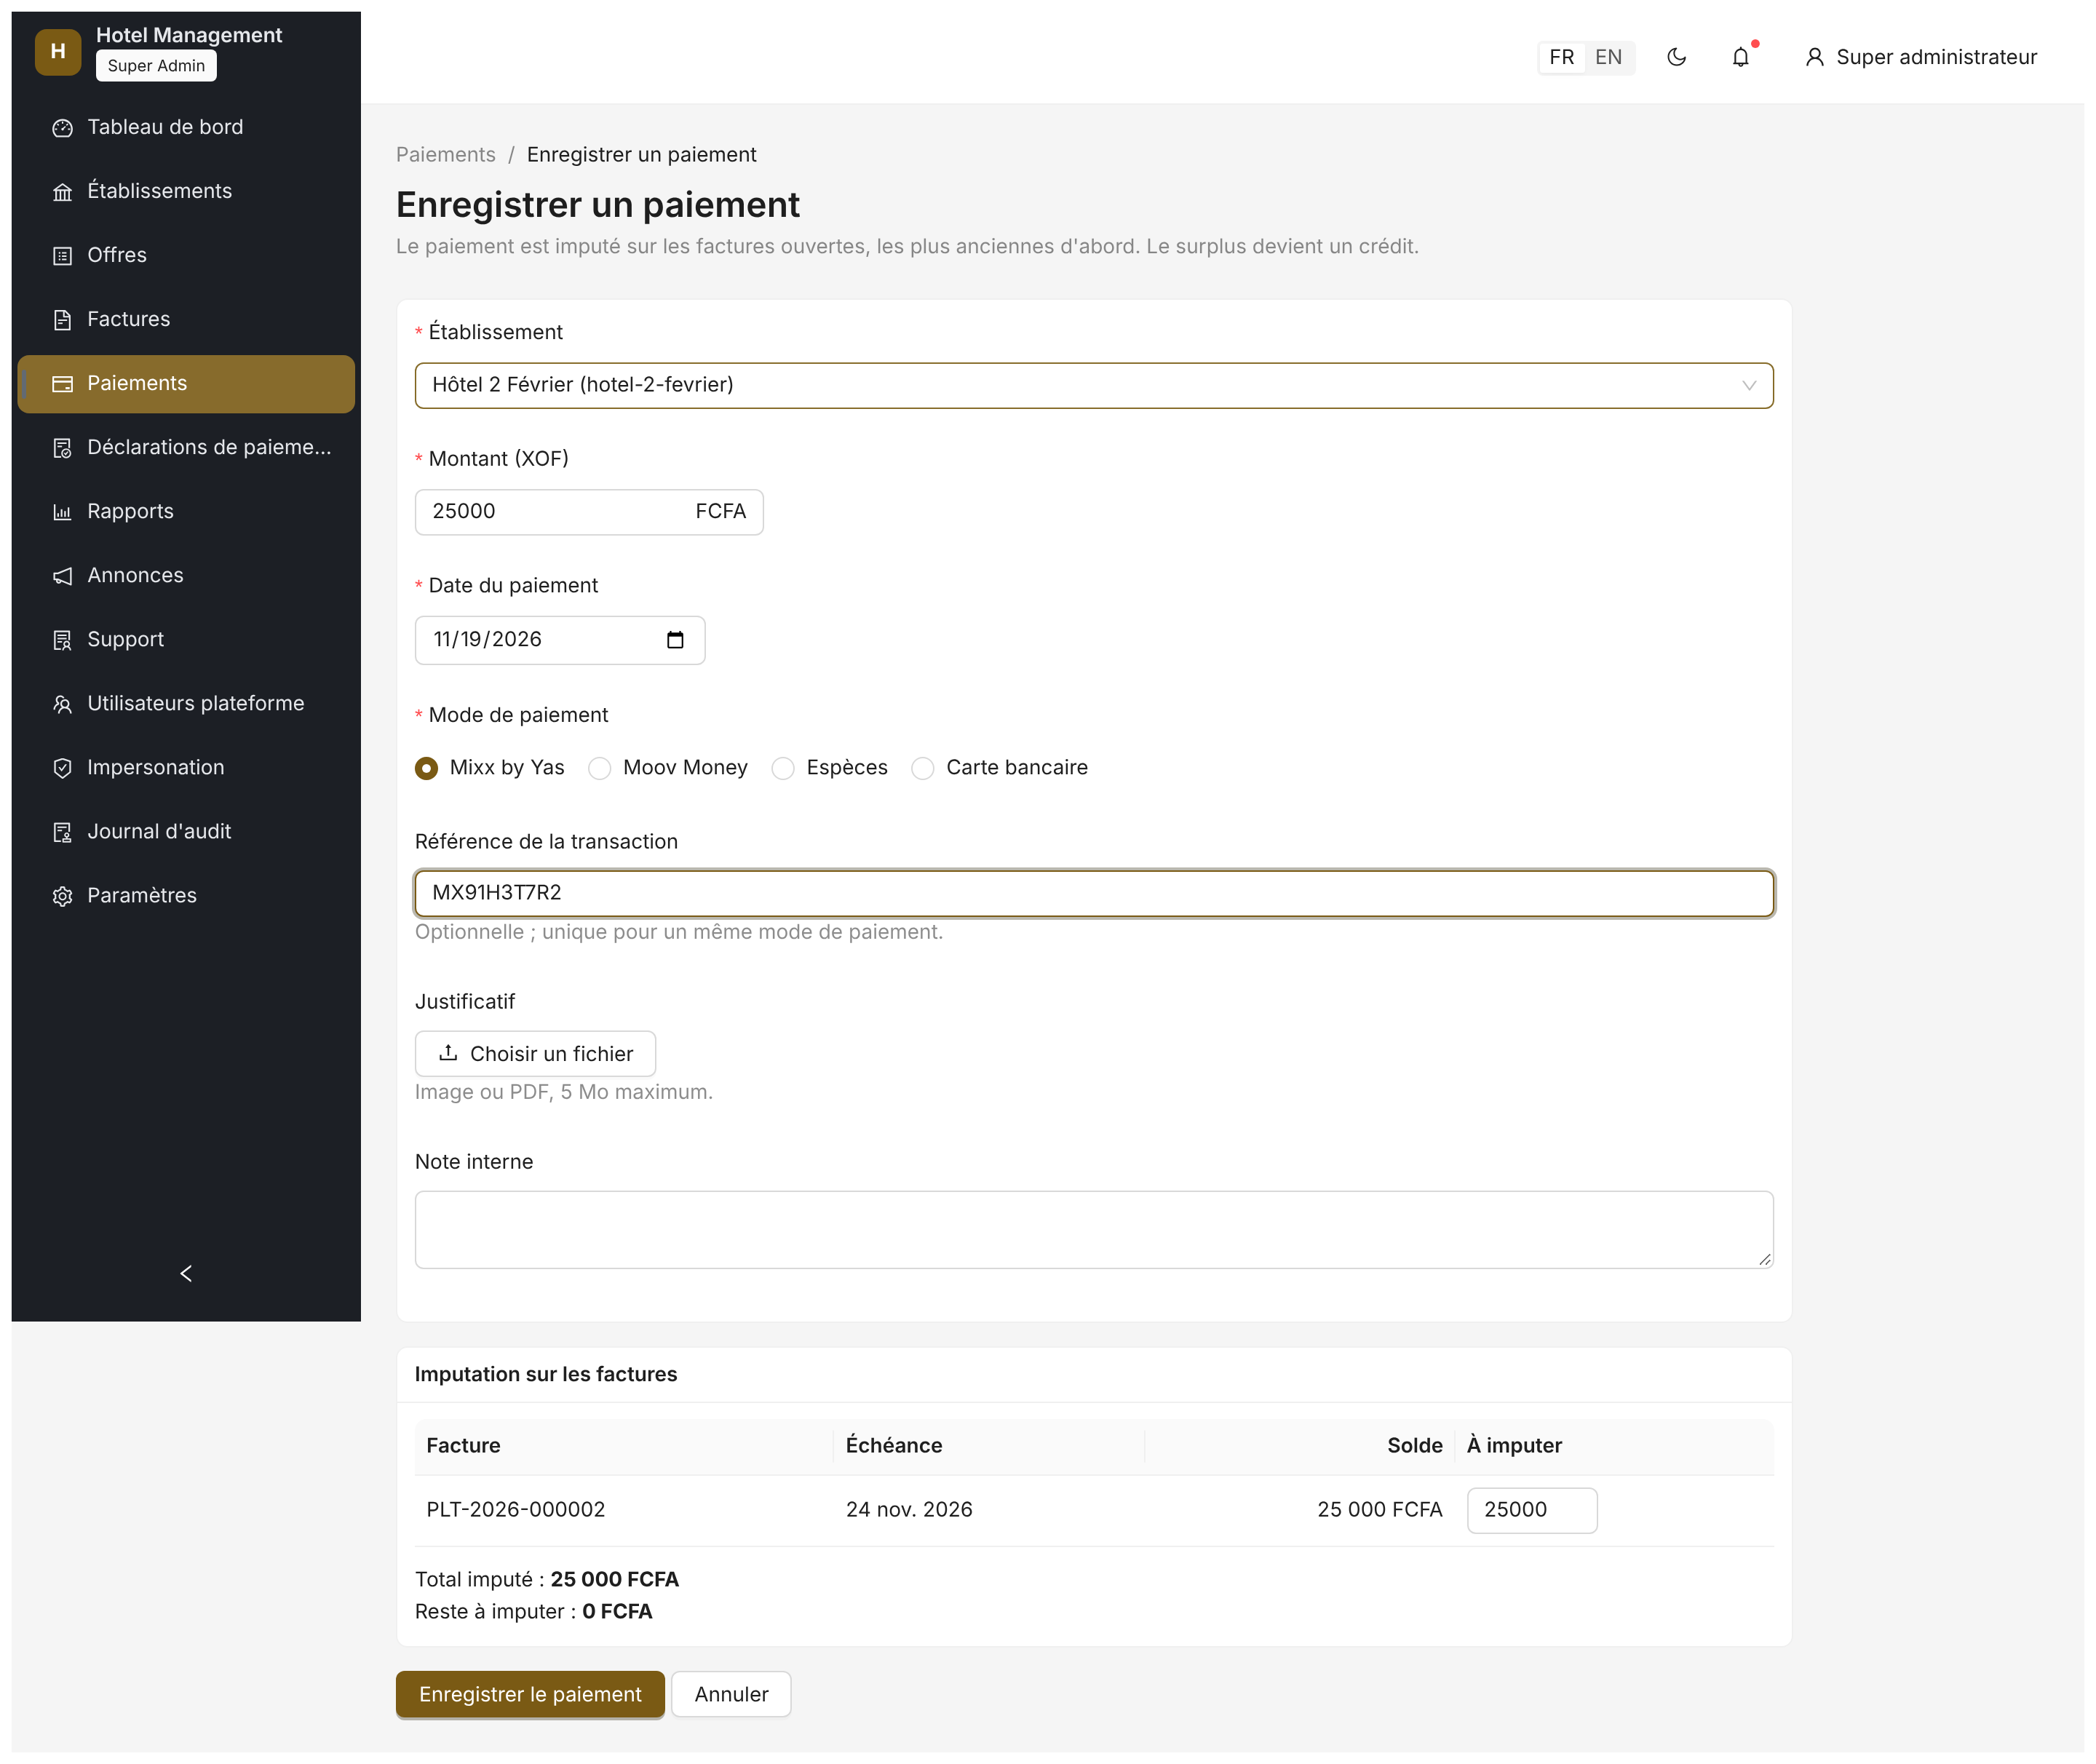 H
Hotel Management
Super Admin
Tableau de bord
Établissements
Offres
Factures
Paiements
Déclarations de paieme...
Rapports
Annonces
Support
Utilisateurs plateforme
Impersonation
Journal d'audit
Paramètres
FR EN
Super administrateur
Paiements / Enregistrer un paiement
Enregistrer un paiement
Le paiement est imputé sur les factures ouvertes, les plus anciennes d'abord. Le surplus devient un crédit.
* Établissement
Hôtel 2 Février (hotel-2-fevrier)
* Montant (XOF)
25000 FCFA
* Date du paiement
11/19/2026
* Mode de paiement
Mixx by Yas Moov Money Espèces Carte bancaire
Référence de la transaction
MX91H3T7R2
Optionnelle ; unique pour un même mode de paiement.
Justificatif
Choisir un fichier
Image ou PDF, 5 Mo maximum.
Note interne
Imputation sur les factures
Facture Échéance Solde À imputer
PLT-2026-000002 24 nov. 2026 25 000 FCFA 25000
Total imputé : 25 000 FCFA
Reste à imputer : 0 FCFA
Enregistrer le paiement Annuler